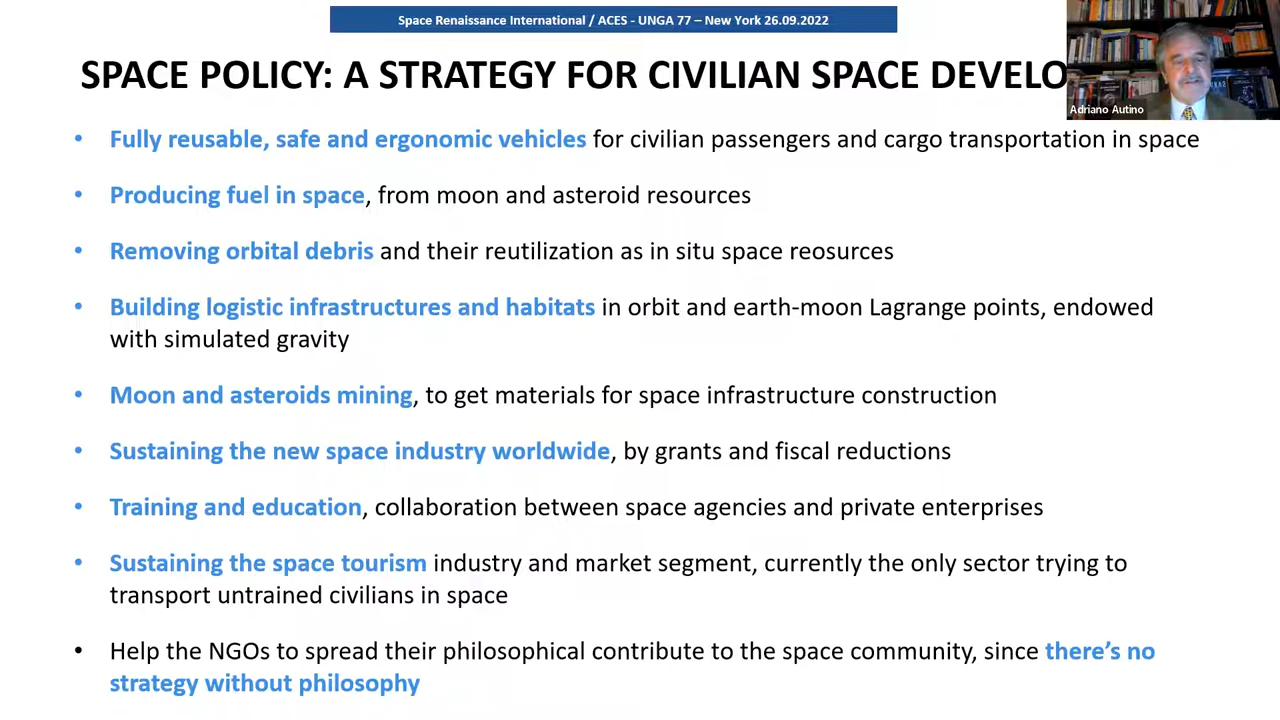 Space Renaissance International / ACES - UNGA 77 – New York 26.09.2022
SPACE POLICY: A STRATEGY FOR CIVILIAN SPACE DEVELO
Adriano Autino
• Fully reusable, safe and ergonomic vehicles for civilian passengers and cargo transportation in space
• Producing fuel in space, from moon and asteroid resources
• Removing orbital debris and their reutilization as in situ space reosurces
• Building logistic infrastructures and habitats in orbit and earth-moon Lagrange points, endowed
with simulated gravity
• Moon and asteroids mining, to get materials for space infrastructure construction
• Sustaining the new space industry worldwide, by grants and fiscal reductions
• Training and education, collaboration between space agencies and private enterprises
• Sustaining the space tourism industry and market segment, currently the only sector trying to
transport untrained civilians in space
• Help the NGOs to spread their philosophical contribute to the space community, since there’s no
strategy without philosophy